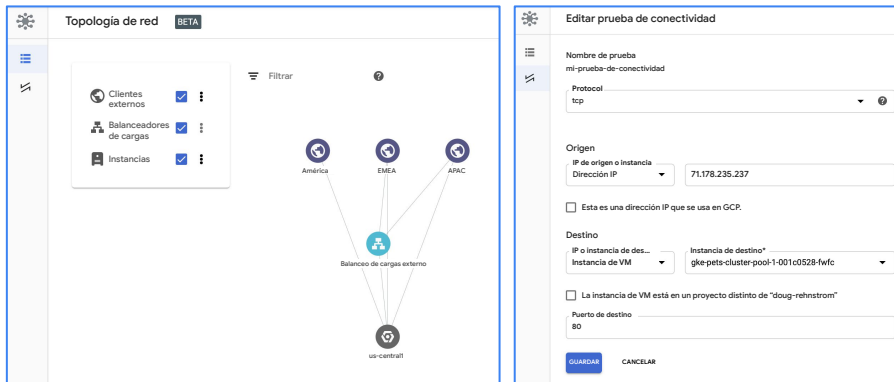 Topología de red BETA
Clientes
externos
Balanceadores
de cargas
Instancias
Filtrar
América
EMEA
APAC
Balanceo de cargas externo
us-central1
Editar prueba de conectividad
Nombre de prueba
mi-prueba-de-conectividad
Protocol
tcp
Origen
IP de origen o instancia
Dirección IP
71.178.235.237
Esta es una dirección IP que se usa en GCP.
Destino
IP o instancia de des...
Instancia de VM
Instancia de destino*
gke-pets-cluster-pool-1-001c0528-fwfc
La instancia de VM está en un proyecto distinto de “doug-rehnstrom”
Puerto de destino
80
GUARDAR CANCELAR